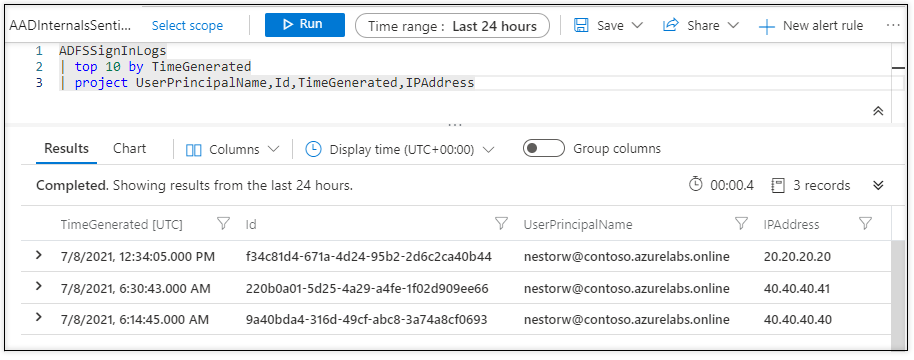 AADInternalsSenti... Select scope Run Time range : Last 24 hours Save Share New alert rule ...
1 ADFSSignInLogs
2 | top 10 by TimeGenerated
3 | project UserPrincipalName,Id,TimeGenerated,IPAddress
...
Results Chart Columns Display time (UTC+00:00) Group columns
Completed. Showing results from the last 24 hours. 00:00.4 3 records
TimeGenerated [UTC] Id UserPrincipalName IPAddress
7/8/2021, 12:34:05.000 PM f34c81d4-671a-4d24-95b2-2d6c2ca40b44 nestorw@contoso.azurelabs.online 20.20.20.20
7/8/2021, 6:30:43.000 AM 220b0a01-5d25-4a29-a4fe-1f02d909ee66 nestorw@contoso.azurelabs.online 40.40.40.41
7/8/2021, 6:14:45.000 AM 9a40bda4-316d-49cf-abc8-3a74a8cf0693 nestorw@contoso.azurelabs.online 40.40.40.40